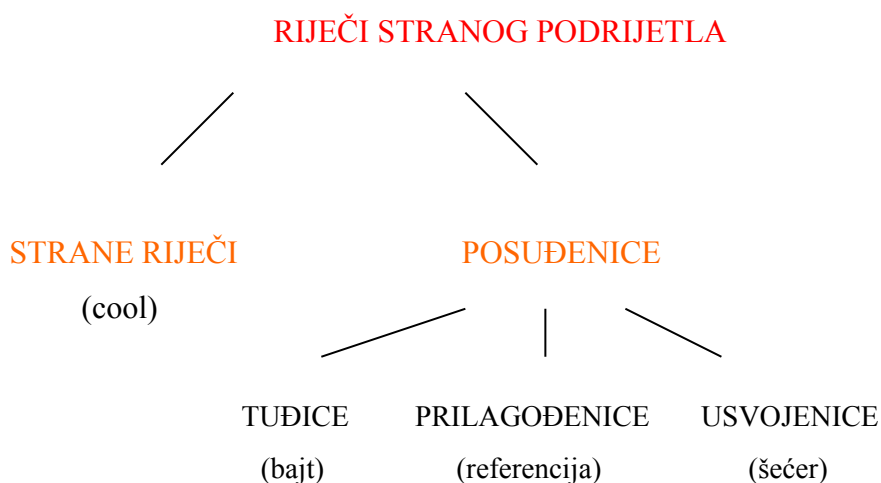 RIJEČI STRANOG PODRIJETLA
STRANE RIJEČI POSUĐENICE
(cool)
TUĐICE PRILAGOĐENICE USVOJENICE
(bajt) (referencija) (šećer)